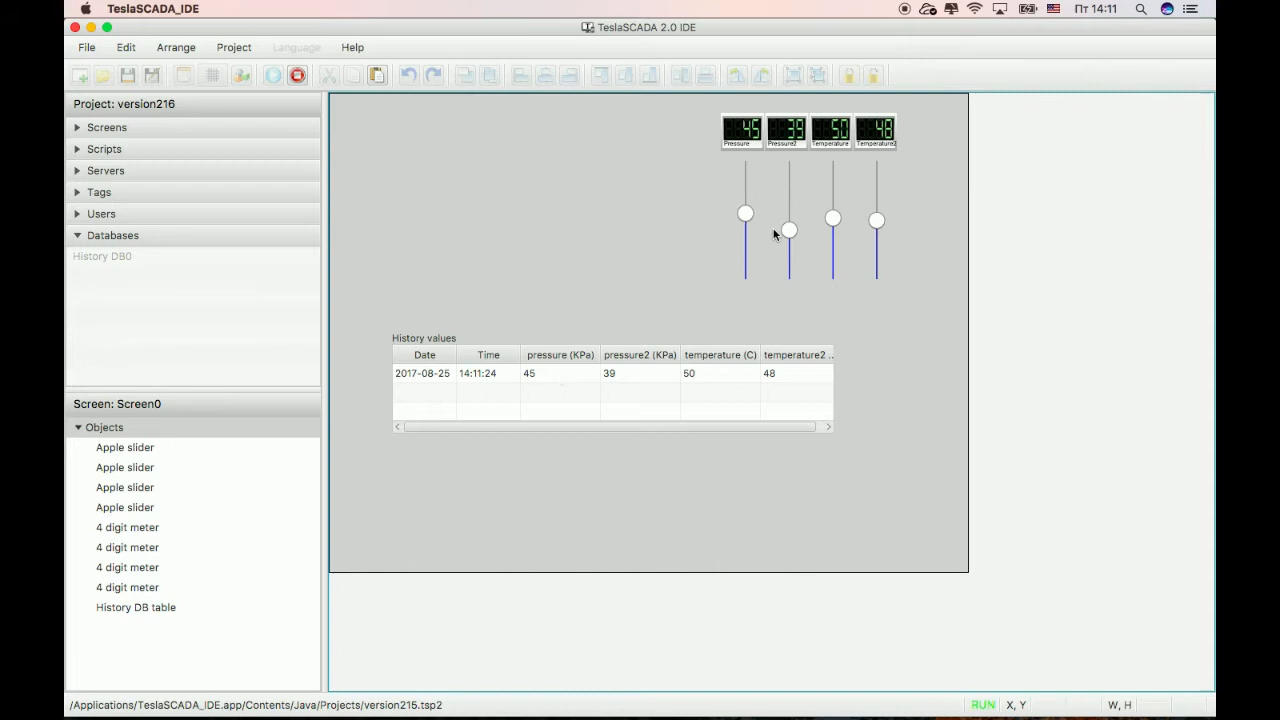 TeslaSCADA_IDE
Пт 14:11
TeslaSCADA 2.0 IDE
File Edit Arrange Project Language Help
Project: version216
Screens
Scripts
Servers
Tags
Users
Databases
History DB0
Screen: Screen0
Objects
Apple slider
Apple slider
Apple slider
Apple slider
4 digit meter
4 digit meter
4 digit meter
4 digit meter
History DB table
45 39 50 48
Pressure Pressure2 Temperature Temperature2
History values
Date Time pressure (KPa) pressure2 (KPa) temperature (C) temperature2 ..
2017-08-25 14:11:24 45 39 50 48
/Applications/TeslaSCADA_IDE.app/Contents/Java/Projects/version215.tsp2
RUN X, Y W, H